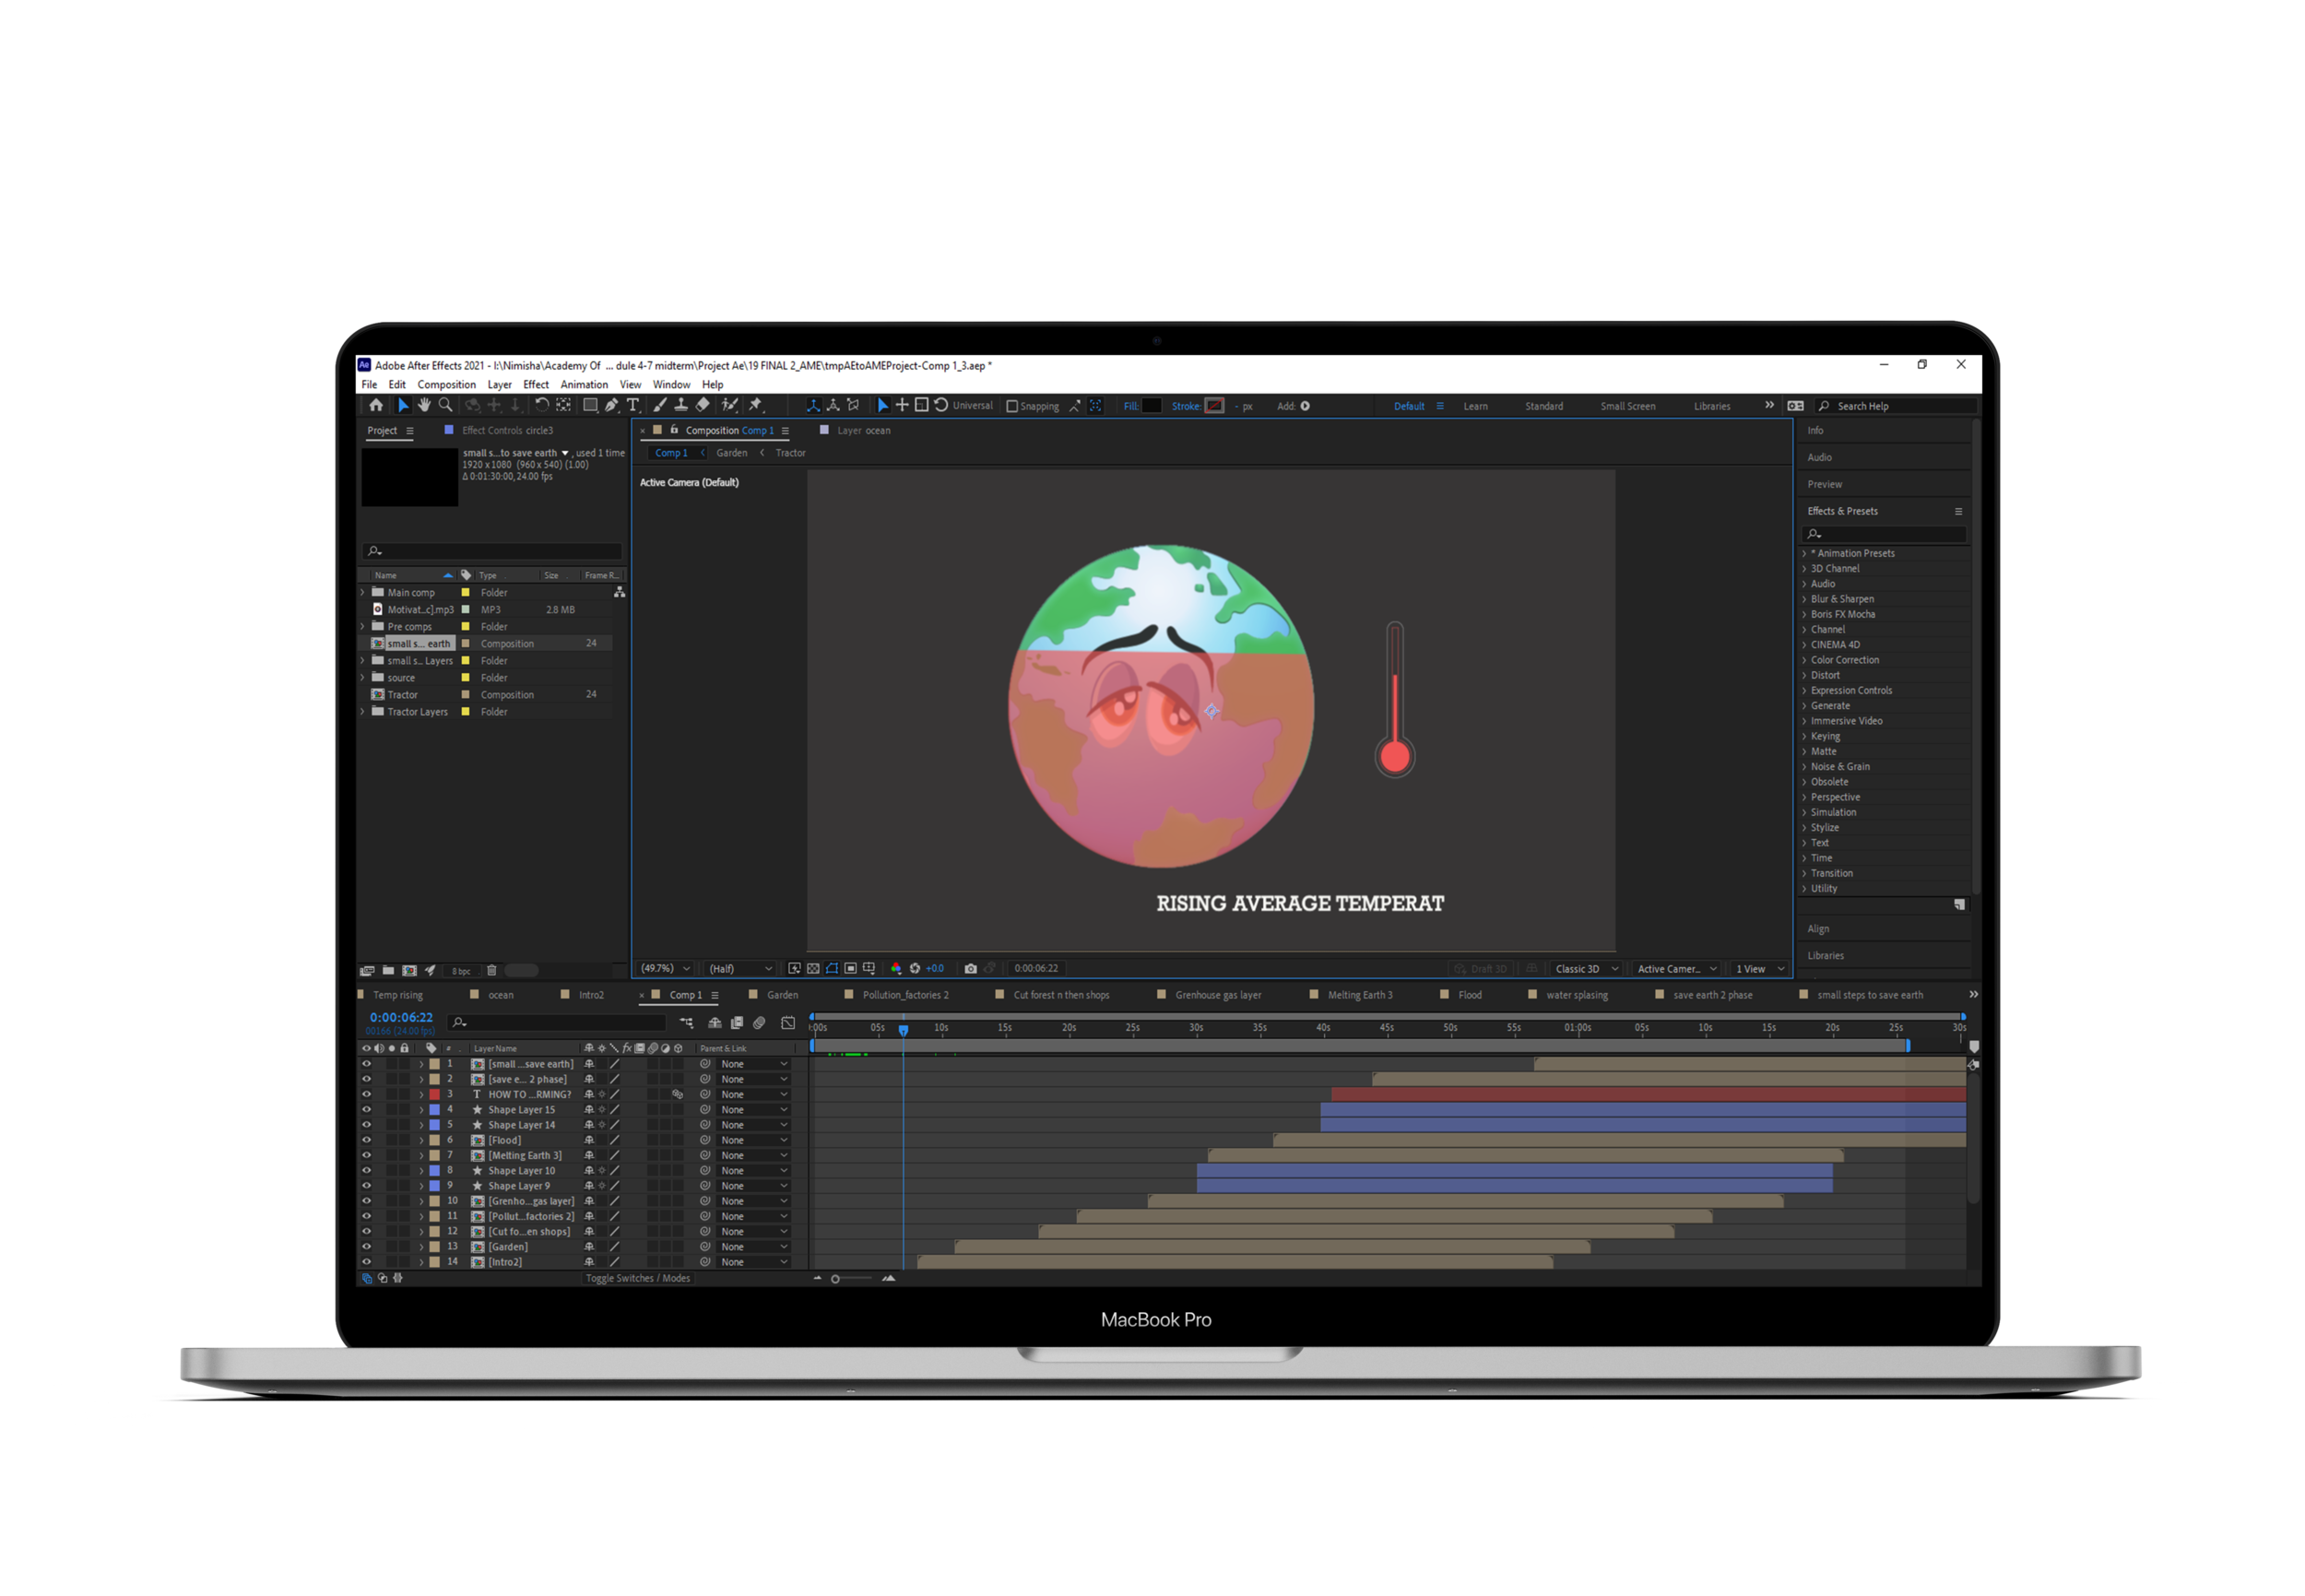 Ae Adobe After Effects 2021 - I:\Nimisha\Academy Of ... dule 4-7 midterm\Project Ae\19 FINAL 2_AME\tmpAEtoAMEProject-Comp 1_3.aep *
File Edit Composition Layer Effect Animation View Window Help
Universal Snapping Fill: Stroke: - px Add: Default Learn Standard Small Screen Libraries Search Help
Project Effect Controls circle3
small s...to save earth , used 1 time
1920 x 1080 (960 x 540) (1.00)
Δ 0:01:30:00, 24.00 fps
Name Type Size Frame R...
Main comp Folder
Motivat...c].mp3 MP3 2.8 MB
Pre comps Folder
small s... earth Composition 24
small s... Layers Folder
source Folder
Tractor Composition 24
Tractor Layers Folder
8 bpc
Composition Comp 1 Layer ocean
Comp 1 Garden Tractor
Active Camera (Default)
RISING AVERAGE TEMPERAT
(49.7%) (Half) +0.0 0:00:06:22 Draft 3D Classic 3D Active Camer... 1 View
Info
Audio
Preview
Effects & Presets
* Animation Presets
3D Channel
Audio
Blur & Sharpen
Boris FX Mocha
Channel
CINEMA 4D
Color Correction
Distort
Expression Controls
Generate
Immersive Video
Keying
Matte
Noise & Grain
Obsolete
Perspective
Simulation
Stylize
Text
Time
Transition
Utility
Align
Libraries
Temp rising ocean Intro2 Comp 1 Garden Pollution_factories 2 Cut forest n then shops Grenhouse gas layer Melting Earth 3 Flood water splasing save earth 2 phase small steps to save earth
0:00:06:22
00166 (24.00 fps)
:00s 05s 10s 15s 20s 25s 30s 35s 40s 45s 50s 55s 01:00s 05s 10s 15s 20s 25s 30s
# Layer Name fx Parent & Link
1 [small ...save earth] None
2 [save e... 2 phase] None
3 T HOW TO ...RMING? None
4 Shape Layer 15 None
5 Shape Layer 14 None
6 [Flood] None
7 [Melting Earth 3] None
8 Shape Layer 10 None
9 Shape Layer 9 None
10 [Grenho...gas layer] None
11 [Pollut...factories 2] None
12 [Cut fo...en shops] None
13 [Garden] None
14 [Intro2] None
Toggle Switches / Modes
MacBook Pro